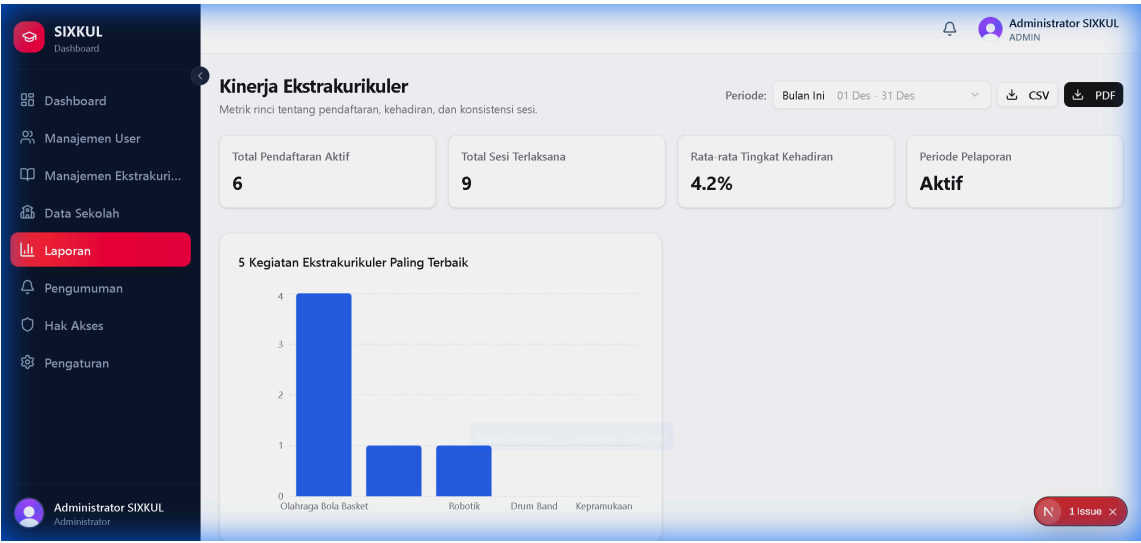 SIXKUL
Dashboard
Administrator SIXKUL
ADMIN
Dashboard
Manajemen User
Manajemen Ekstrakuri...
Data Sekolah
Laporan
Pengumuman
Hak Akses
Pengaturan
Administrator SIXKUL
Administrator
Kinerja Ekstrakurikuler
Metrik rinci tentang pendaftaran, kehadiran, dan konsistensi sesi.
Periode: Bulan Ini 01 Des - 31 Des
CSV
PDF
Total Pendaftaran Aktif
6
Total Sesi Terlaksana
9
Rata-rata Tingkat Kehadiran
4.2%
Periode Pelaporan
Aktif
5 Kegiatan Ekstrakurikuler Paling Terbaik
4
3
2
1
0
Olahraga Bola Basket Robotik Drum Band Kepramukaan
N 1 Issue